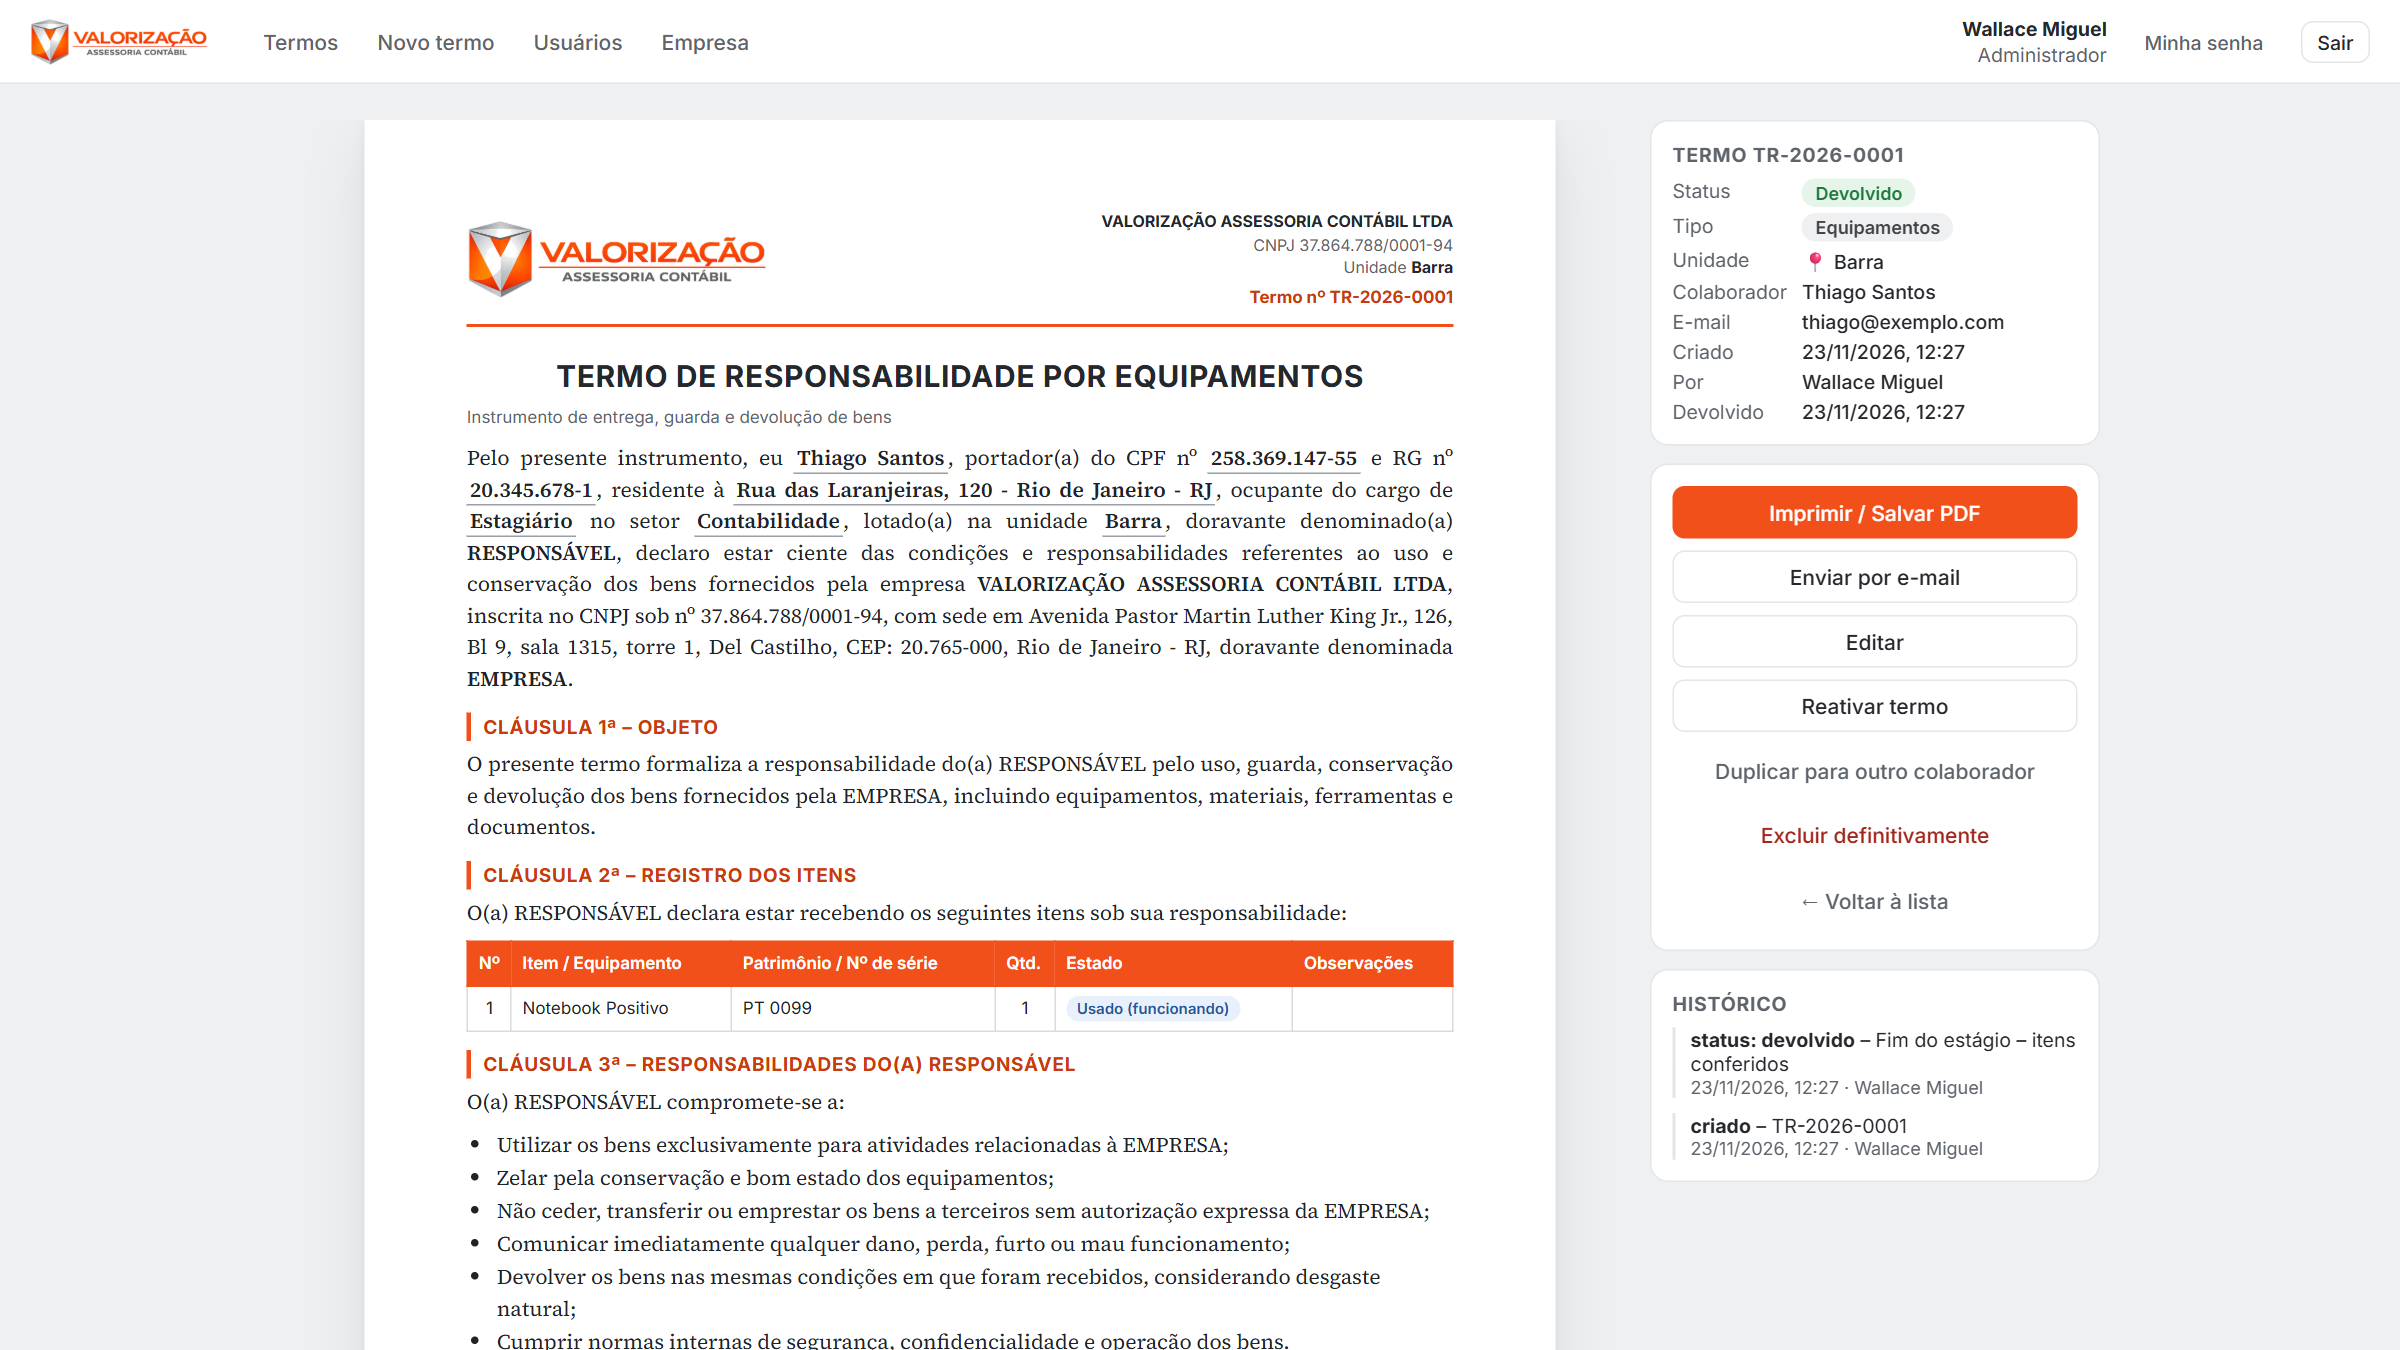 VALORIZAÇÃO
ASSESSORIA CONTÁBIL
Termos
Novo termo
Usuários
Empresa
Wallace Miguel
Administrador
Minha senha
Sair
VALORIZAÇÃO
ASSESSORIA CONTÁBIL
VALORIZAÇÃO ASSESSORIA CONTÁBIL LTDA
CNPJ 37.864.788/0001-94
Unidade Barra
Termo nº TR-2026-0001
TERMO DE RESPONSABILIDADE POR EQUIPAMENTOS
Instrumento de entrega, guarda e devolução de bens
Pelo presente instrumento, eu Thiago Santos, portador(a) do CPF nº 258.369.147-55 e RG nº
20.345.678-1, residente à Rua das Laranjeiras, 120 - Rio de Janeiro - RJ, ocupante do cargo de
Estagiário no setor Contabilidade, lotado(a) na unidade Barra, doravante denominado(a)
RESPONSÁVEL, declaro estar ciente das condições e responsabilidades referentes ao uso e
conservação dos bens fornecidos pela empresa VALORIZAÇÃO ASSESSORIA CONTÁBIL LTDA,
inscrita no CNPJ sob nº 37.864.788/0001-94, com sede em Avenida Pastor Martin Luther King Jr., 126,
Bl 9, sala 1315, torre 1, Del Castilho, CEP: 20.765-000, Rio de Janeiro - RJ, doravante denominada
EMPRESA.
CLÁUSULA 1ª – OBJETO
O presente termo formaliza a responsabilidade do(a) RESPONSÁVEL pelo uso, guarda, conservação
e devolução dos bens fornecidos pela EMPRESA, incluindo equipamentos, materiais, ferramentas e
documentos.
CLÁUSULA 2ª – REGISTRO DOS ITENS
O(a) RESPONSÁVEL declara estar recebendo os seguintes itens sob sua responsabilidade:
Nº Item / Equipamento Patrimônio / Nº de série Qtd. Estado Observações
1 Notebook Positivo PT 0099 1 Usado (funcionando)
CLÁUSULA 3ª – RESPONSABILIDADES DO(A) RESPONSÁVEL
O(a) RESPONSÁVEL compromete-se a:
• Utilizar os bens exclusivamente para atividades relacionadas à EMPRESA;
• Zelar pela conservação e bom estado dos equipamentos;
• Não ceder, transferir ou emprestar os bens a terceiros sem autorização expressa da EMPRESA;
• Comunicar imediatamente qualquer dano, perda, furto ou mau funcionamento;
• Devolver os bens nas mesmas condições em que foram recebidos, considerando desgaste
natural;
• Cumprir normas internas de segurança, confidencialidade e operação dos bens.
TERMO TR-2026-0001
Status Devolvido
Tipo Equipamentos
Unidade 📍 Barra
Colaborador Thiago Santos
E-mail thiago@exemplo.com
Criado 23/11/2026, 12:27
Por Wallace Miguel
Devolvido 23/11/2026, 12:27
Imprimir / Salvar PDF
Enviar por e-mail
Editar
Reativar termo
Duplicar para outro colaborador
Excluir definitivamente
← Voltar à lista
HISTÓRICO
status: devolvido – Fim do estágio – itens
conferidos
23/11/2026, 12:27 · Wallace Miguel
criado – TR-2026-0001
23/11/2026, 12:27 · Wallace Miguel